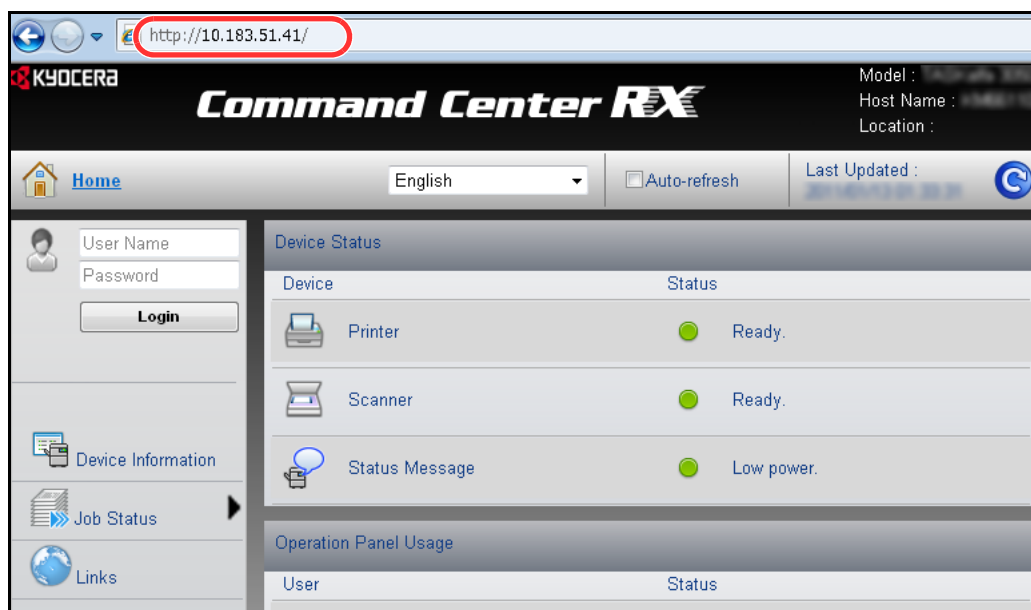 http://10.183.51.41/
KYOCERA
Command Center RX
Model :
Host Name :
Location :
Home
English
Auto-refresh
Last Updated :
User Name
Password
Login
Device Information
Job Status
Links
Device Status
Device Status
Printer Ready.
Scanner Ready.
Status Message Low power.
Operation Panel Usage
User Status